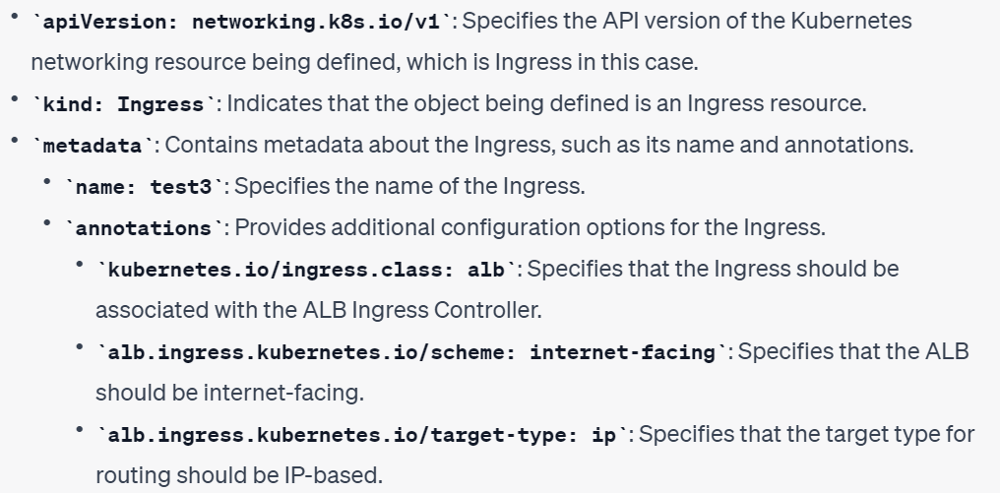 • `apiVersion: networking.k8s.io/v1`: Specifies the API version of the Kubernetes
networking resource being defined, which is Ingress in this case.
• `kind: Ingress`: Indicates that the object being defined is an Ingress resource.
• `metadata`: Contains metadata about the Ingress, such as its name and annotations.
• `name: test3`: Specifies the name of the Ingress.
• `annotations`: Provides additional configuration options for the Ingress.
• `kubernetes.io/ingress.class: alb`: Specifies that the Ingress should be
associated with the ALB Ingress Controller.
• `alb.ingress.kubernetes.io/scheme: internet-facing`: Specifies that the ALB
should be internet-facing.
• `alb.ingress.kubernetes.io/target-type: ip`: Specifies that the target type for
routing should be IP-based.